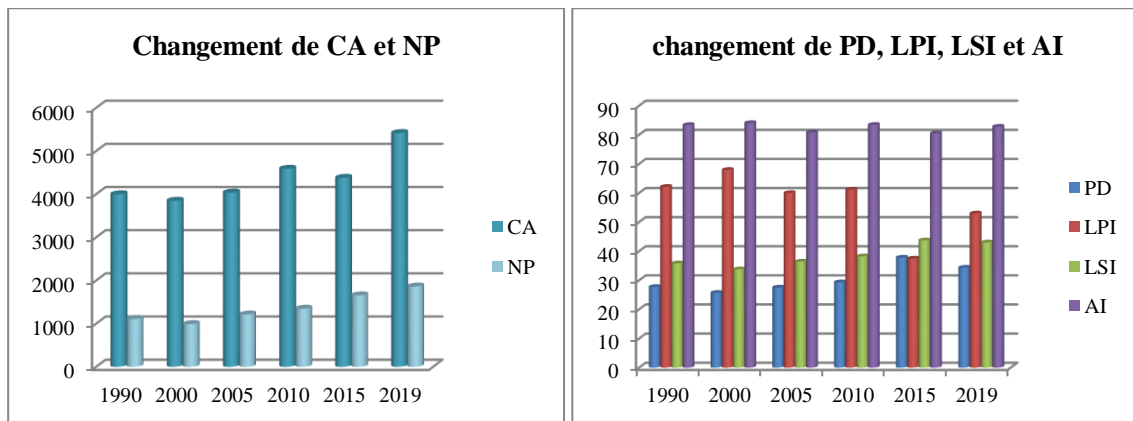 Changement de CA et NP
6000
5000
4000
3000
2000
1000
0
1990 2000 2005 2010 2015 2019
CA
NP
changement de PD, LPI, LSI et AI
90
80
70
60
50
40
30
20
10
0
1990 2000 2005 2010 2015 2019
PD
LPI
LSI
AI